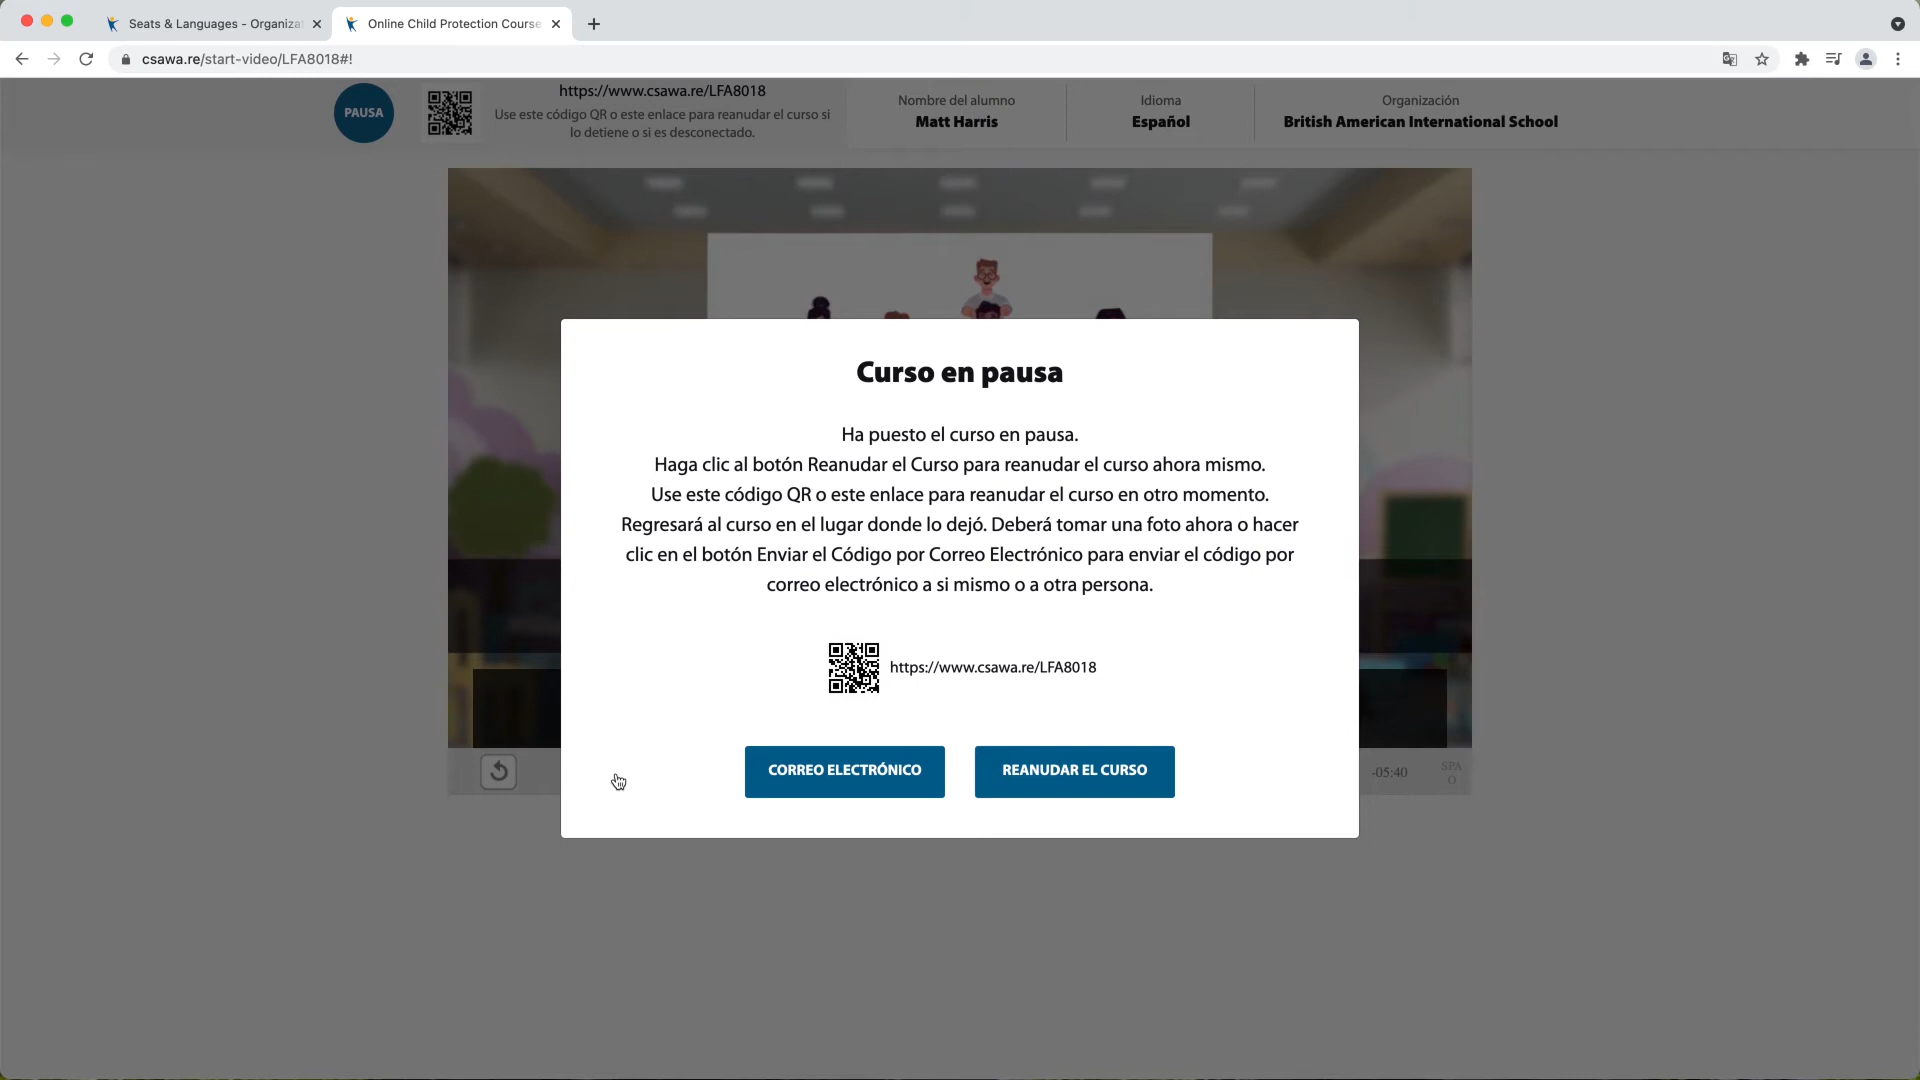 Seats & Languages - Organiza
Online Child Protection Course
csawa.re/start-video/LFA8018#!
PAUSA
https://www.csawa.re/LFA8018
Use este código QR o este enlace para reanudar el curso si
lo detiene o si es desconectado.
Nombre del alumno
Matt Harris
Idioma
Español
Organización
British American International School
Curso en pausa
Ha puesto el curso en pausa.
Haga clic al botón Reanudar el Curso para reanudar el curso ahora mismo.
Use este código QR o este enlace para reanudar el curso en otro momento.
Regresará al curso en el lugar donde lo dejó. Deberá tomar una foto ahora o hacer
clic en el botón Enviar el Código por Correo Electrónico para enviar el código por
correo electrónico a si mismo o a otra persona.
https://www.csawa.re/LFA8018
CORREO ELECTRÓNICO
REANUDAR EL CURSO
-05:40
SPA
O